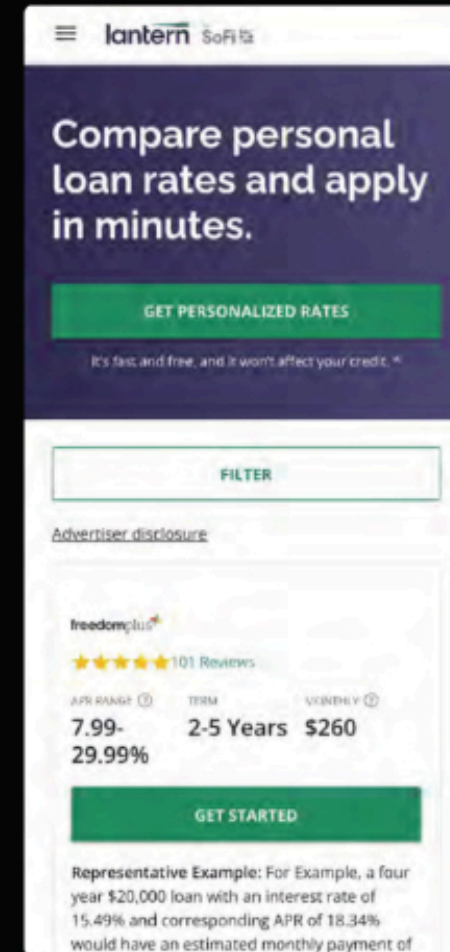 lantern SoFi
Compare personal
loan rates and apply
in minutes.
GET PERSONALIZED RATES
It's fast and free, and it won't affect your credit.
FILTER
Advertiser disclosure
freedomplus
101 Reviews
APR RANGE TERM MONTHLY
7.99- 2-5 Years $260
29.99%
GET STARTED
Representative Example: For Example, a four
year $20,000 loan with an interest rate of
15.49% and corresponding APR of 18.34%
would have an estimated monthly payment of